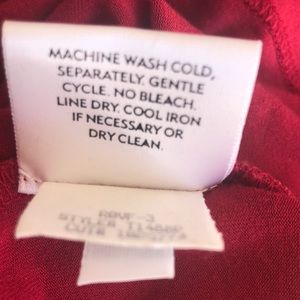 MACHINE WASH COLD,
SEPARATELY. GENTLE
CYCLE. NO BLEACH.
LINE DRY. COOL IRON
IF NECESSARY OR
DRY CLEAN.